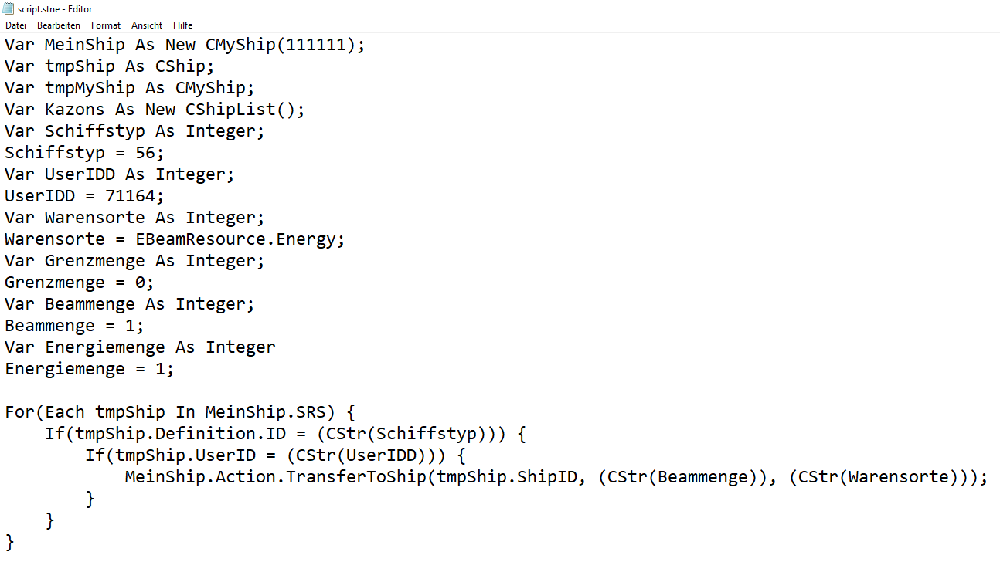 script.stne - Editor
Datei Bearbeiten Format Ansicht Hilfe
Var MeinShip As New CMyShip(111111);
Var tmpShip As CShip;
Var tmpMyShip As CMyShip;
Var Kazons As New CShipList();
Var Schiffstyp As Integer;
Schiffstyp = 56;
Var UserIDD As Integer;
UserIDD = 71164;
Var Warensorte As Integer;
Warensorte = EBeamResource.Energy;
Var Grenzmenge As Integer;
Grenzmenge = 0;
Var Beammenge As Integer;
Beammenge = 1;
Var Energiemenge As Integer
Energiemenge = 1;

For(Each tmpShip In MeinShip.SRS) {
    If(tmpShip.Definition.ID = (CStr(Schiffstyp))) {
        If(tmpShip.UserID = (CStr(UserIDD))) {
            MeinShip.Action.TransferToShip(tmpShip.ShipID, (CStr(Beammenge)), (CStr(Warensorte)));
        }
    }
}